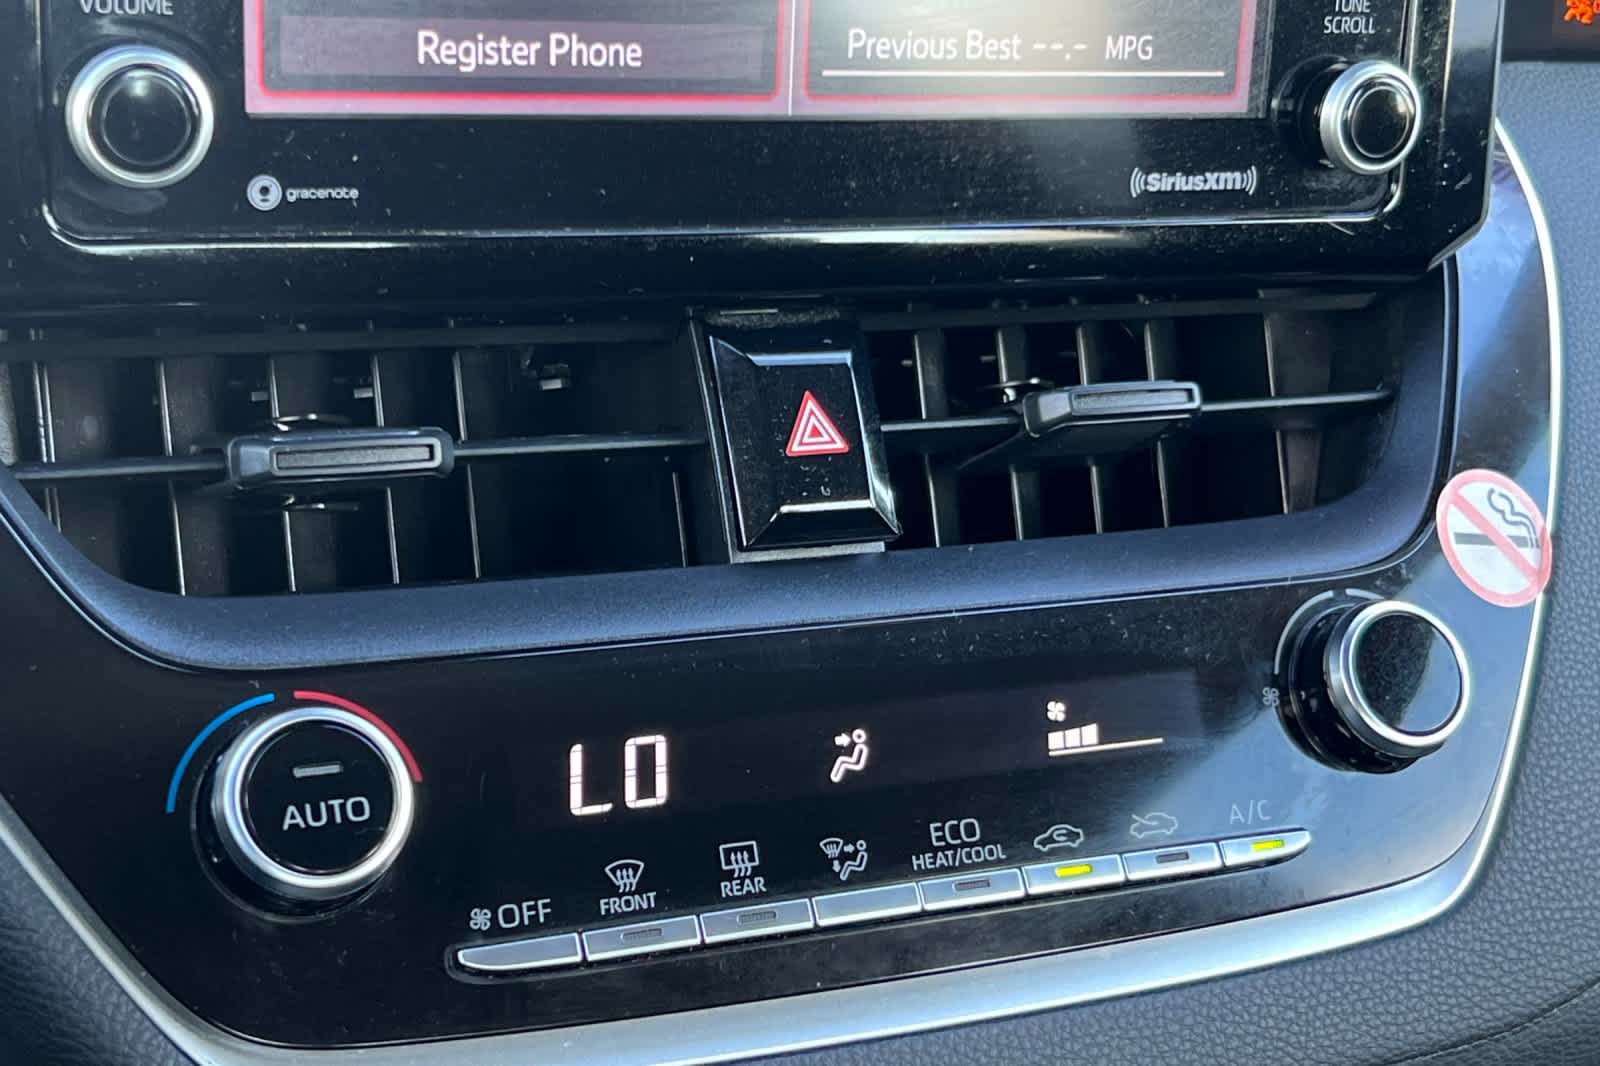 VOLUME
TUNE
SCROLL
Register Phone
Previous Best --.- MPG
gracenote
SiriusXM
AUTO
LO
OFF
FRONT
REAR
ECO
HEAT/COOL
A/C